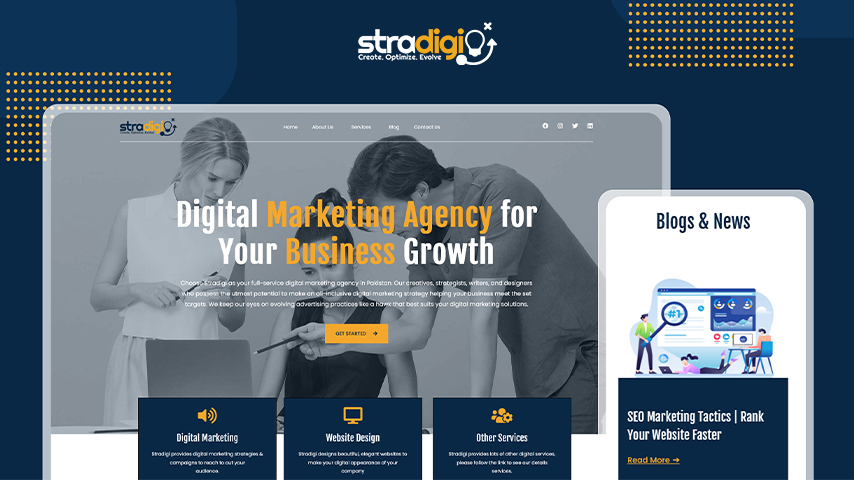 stradigi
Create. Optimize. Evolve
stradigi
Home About Us Services Blog Contact Us
Digital Marketing Agency for
Your Business Growth
Choose Stradigi as your full-service digital marketing agency in Pakistan. Our creatives, strategists, writers, and designers
who possess the utmost potential to make an all-inclusive digital marketing strategy helping your business meet the set
targets. We keep our eyes on evolving advertising practices like a hawk that best suits your digital marketing solutions.
GET STARTED →
Digital Marketing
Stradigi provides digital marketing strategies &
campaigns to reach to out your
audience.
Website Design
Stradigi designs beautiful, elegant websites to
make your digital appearance of your
company
Other Services
Stradigi provides lots of other digital services,
please follow the link to see our details
services.
Blogs & News
#1
SEO Marketing Tactics | Rank
Your Website Faster
Read More →